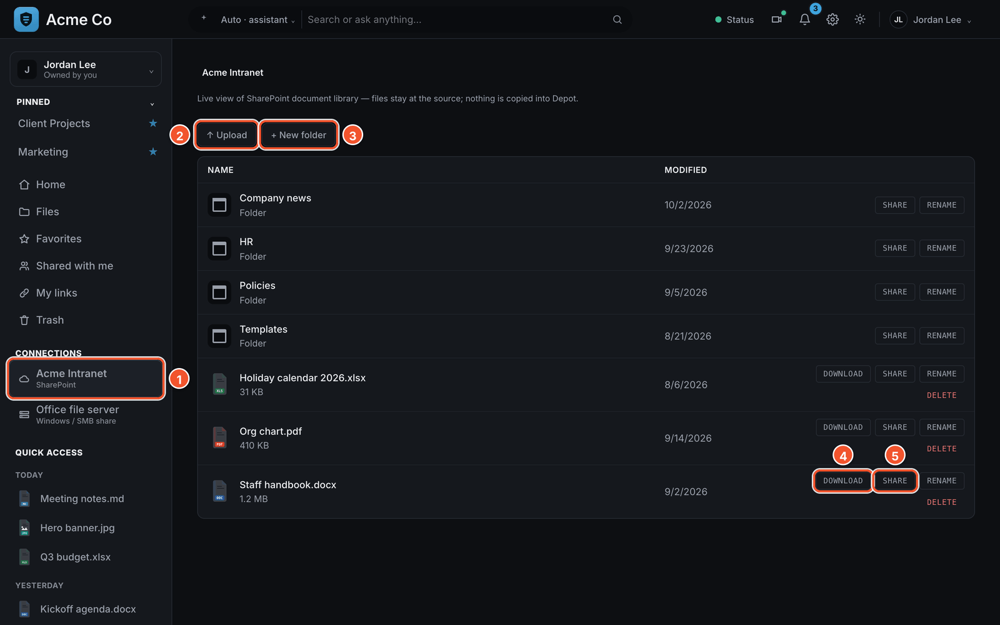 Acme Co
Auto · assistant
Search or ask anything...
Status
3
JL
Jordan Lee
J
Jordan Lee
Owned by you
PINNED
Client Projects
Marketing
Home
Files
Favorites
Shared with me
My links
Trash
CONNECTIONS
Acme Intranet
SharePoint
1
Office file server
Windows / SMB share
QUICK ACCESS
TODAY
Meeting notes.md
Hero banner.jpg
Q3 budget.xlsx
YESTERDAY
Kickoff agenda.docx
Acme Intranet
Live view of SharePoint document library — files stay at the source; nothing is copied into Depot.
2
↑ Upload
+ New folder
3
NAME MODIFIED
Company news
Folder
10/2/2026
SHARE RENAME
HR
Folder
9/23/2026
SHARE RENAME
Policies
Folder
9/5/2026
SHARE RENAME
Templates
Folder
8/21/2026
SHARE RENAME
XLS
Holiday calendar 2026.xlsx
31 KB
8/6/2026
DOWNLOAD SHARE RENAME
DELETE
PDF
Org chart.pdf
410 KB
9/14/2026
DOWNLOAD SHARE RENAME
DELETE
4 5
DOC
Staff handbook.docx
1.2 MB
9/2/2026
DOWNLOAD SHARE RENAME
DELETE